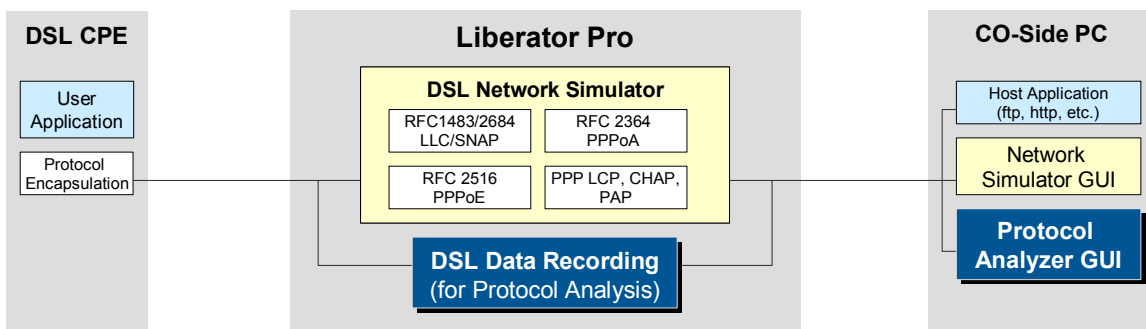 DSL CPE
User
Application
Protocol
Encapsulation
Liberator Pro
DSL Network Simulator
RFC1483/2684
LLC/SNAP
RFC 2364
PPPoA
RFC 2516
PPPoE
PPP LCP, CHAP,
PAP
DSL Data Recording
(for Protocol Analysis)
CO-Side PC
Host Application
(ftp, http, etc.)
Network
Simulator GUI
Protocol
Analyzer GUI